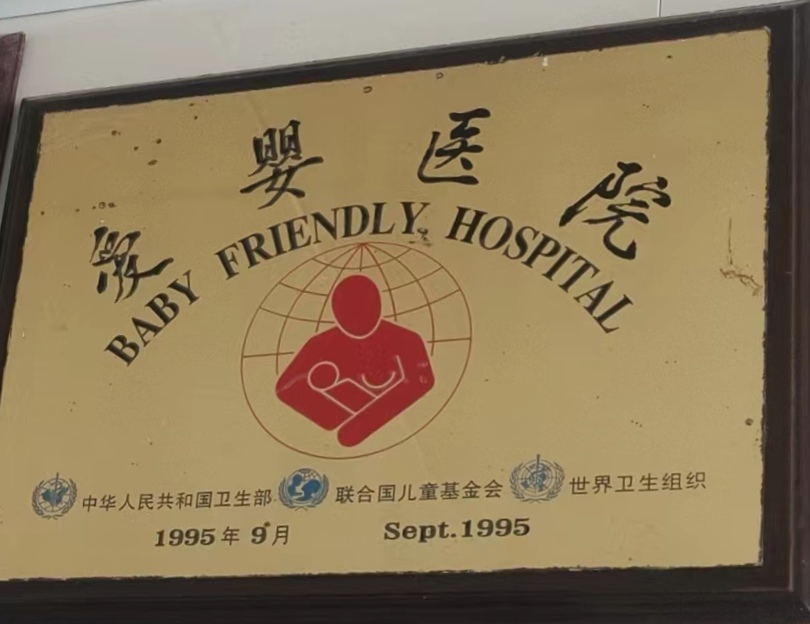 爱婴医院
BABY FRIENDLY HOSPITAL
中华人民共和国卫生部 联合国儿童基金会 世界卫生组织
1995年9月 Sept.1995